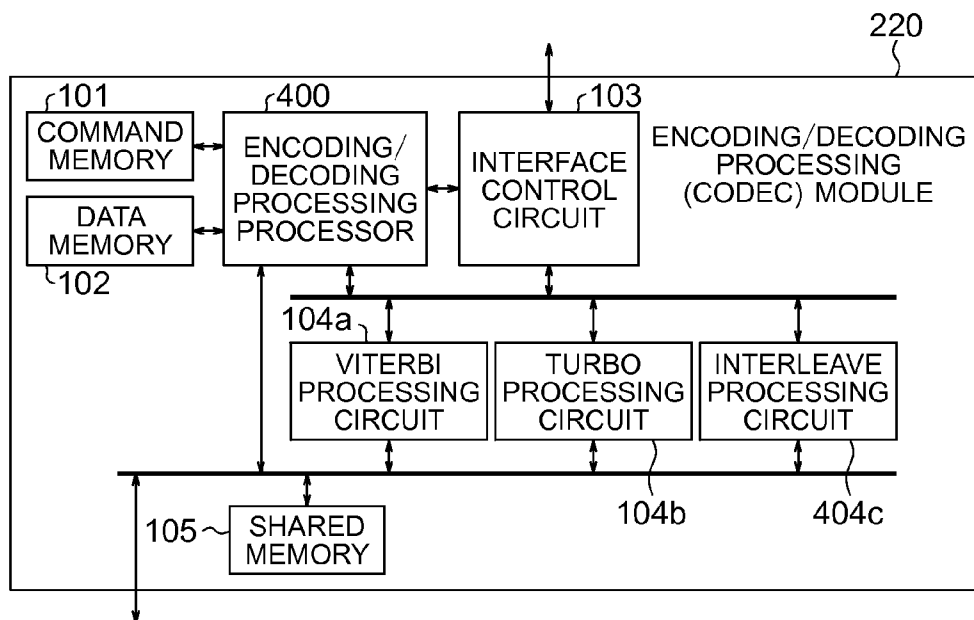 220
101
400
103
COMMAND
MEMORY
ENCODING/
DECODING
PROCESSING
PROCESSOR
INTERFACE
CONTROL
CIRCUIT
ENCODING/DECODING
PROCESSING
(CODEC) MODULE
DATA
MEMORY
102
104a
VITERBI
PROCESSING
CIRCUIT
TURBO
PROCESSING
CIRCUIT
INTERLEAVE
PROCESSING
CIRCUIT
105
SHARED
MEMORY
104b
404c